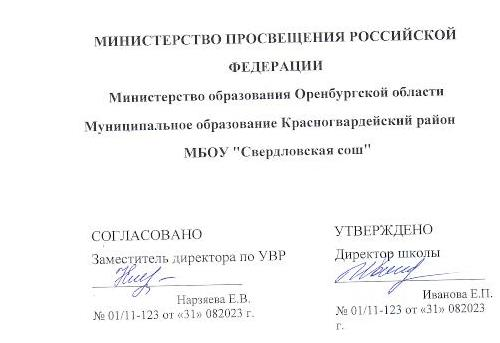 МИНИСТЕРСТВО ПРОСВЕЩЕНИЯ РОССИЙСКОЙ
ФЕДЕРАЦИИ
Министерство образования Оренбургской области
Муниципальное образование Красногвардейский район
МБОУ "Свердловская сош"
СОГЛАСОВАНО
Заместитель директора по УВР
Нарзяева Е.В.
№ 01/11-123 от «31» 082023 г.
УТВЕРЖДЕНО
Директор школы
Иванова Е.П.
№ 01/11-123 от «31» 082023
г.